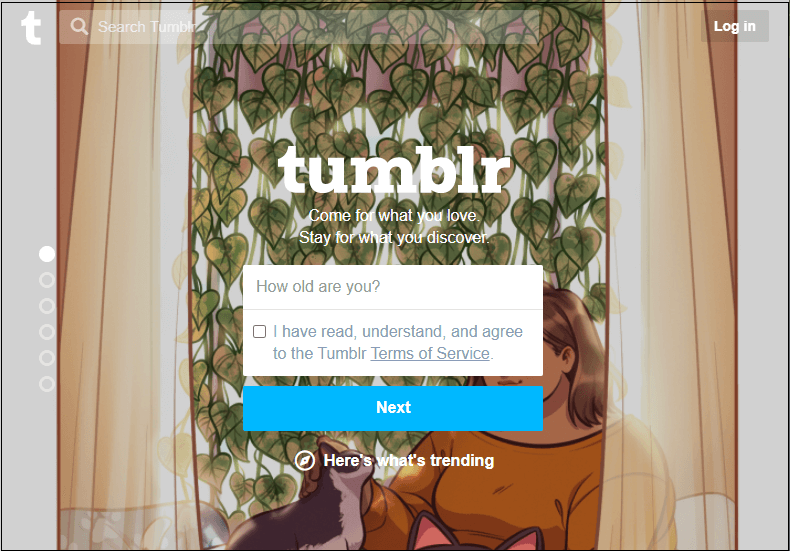 t
Search Tumblr
Log in
tumblr
Come for what you love.
Stay for what you discover.
How old are you?
I have read, understand, and agree
to the Tumblr Terms of Service.
Next
Here's what's trending